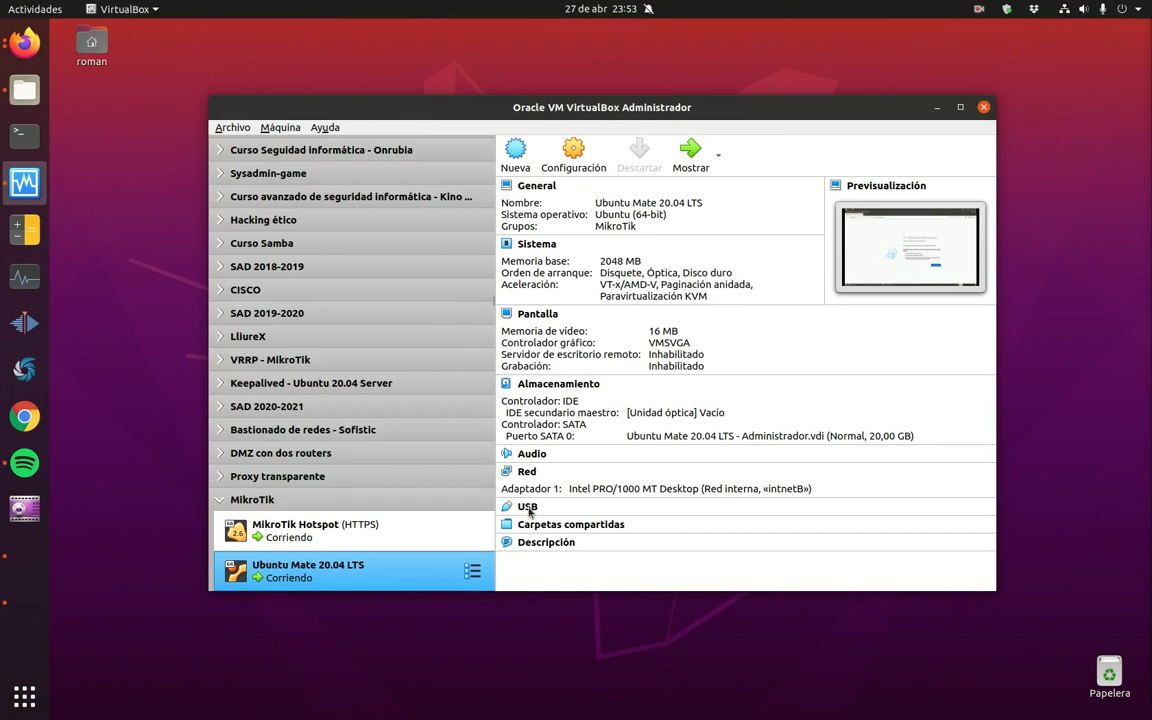 Actividades VirtualBox 27 de abr 23:53
roman
Oracle VM VirtualBox Administrador
Archivo Máquina Ayuda
Curso Seguidad informática - Onrubia
Sysadmin-game
Curso avanzado de seguridad informática - Kino ...
Hacking ético
Curso Samba
SAD 2018-2019
CISCO
SAD 2019-2020
LliureX
VRRP - MikroTik
Keepalived - Ubuntu 20.04 Server
SAD 2020-2021
Bastionado de redes - Sofistic
DMZ con dos routers
Proxy transparente
MikroTik
MikroTik Hotspot (HTTPS)
Corriendo
Ubuntu Mate 20.04 LTS
Corriendo
Nueva Configuración Descartar Mostrar
General
Nombre: Ubuntu Mate 20.04 LTS
Sistema operativo: Ubuntu (64-bit)
Grupos: MikroTik
Previsualización
Sistema
Memoria base: 2048 MB
Orden de arranque: Disquete, Óptica, Disco duro
Aceleración: VT-x/AMD-V, Paginación anidada,
Paravirtualización KVM
Pantalla
Memoria de vídeo: 16 MB
Controlador gráfico: VMSVGA
Servidor de escritorio remoto: Inhabilitado
Grabación: Inhabilitado
Almacenamiento
Controlador: IDE
IDE secundario maestro: [Unidad óptica] Vacío
Controlador: SATA
Puerto SATA 0: Ubuntu Mate 20.04 LTS - Administrador.vdi (Normal, 20,00 GB)
Audio
Red
Adaptador 1: Intel PRO/1000 MT Desktop (Red interna, «intnetB»)
USB
Carpetas compartidas
Descripción
Papelera